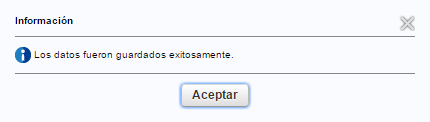 Información
Los datos fueron guardados exitosamente.
Aceptar